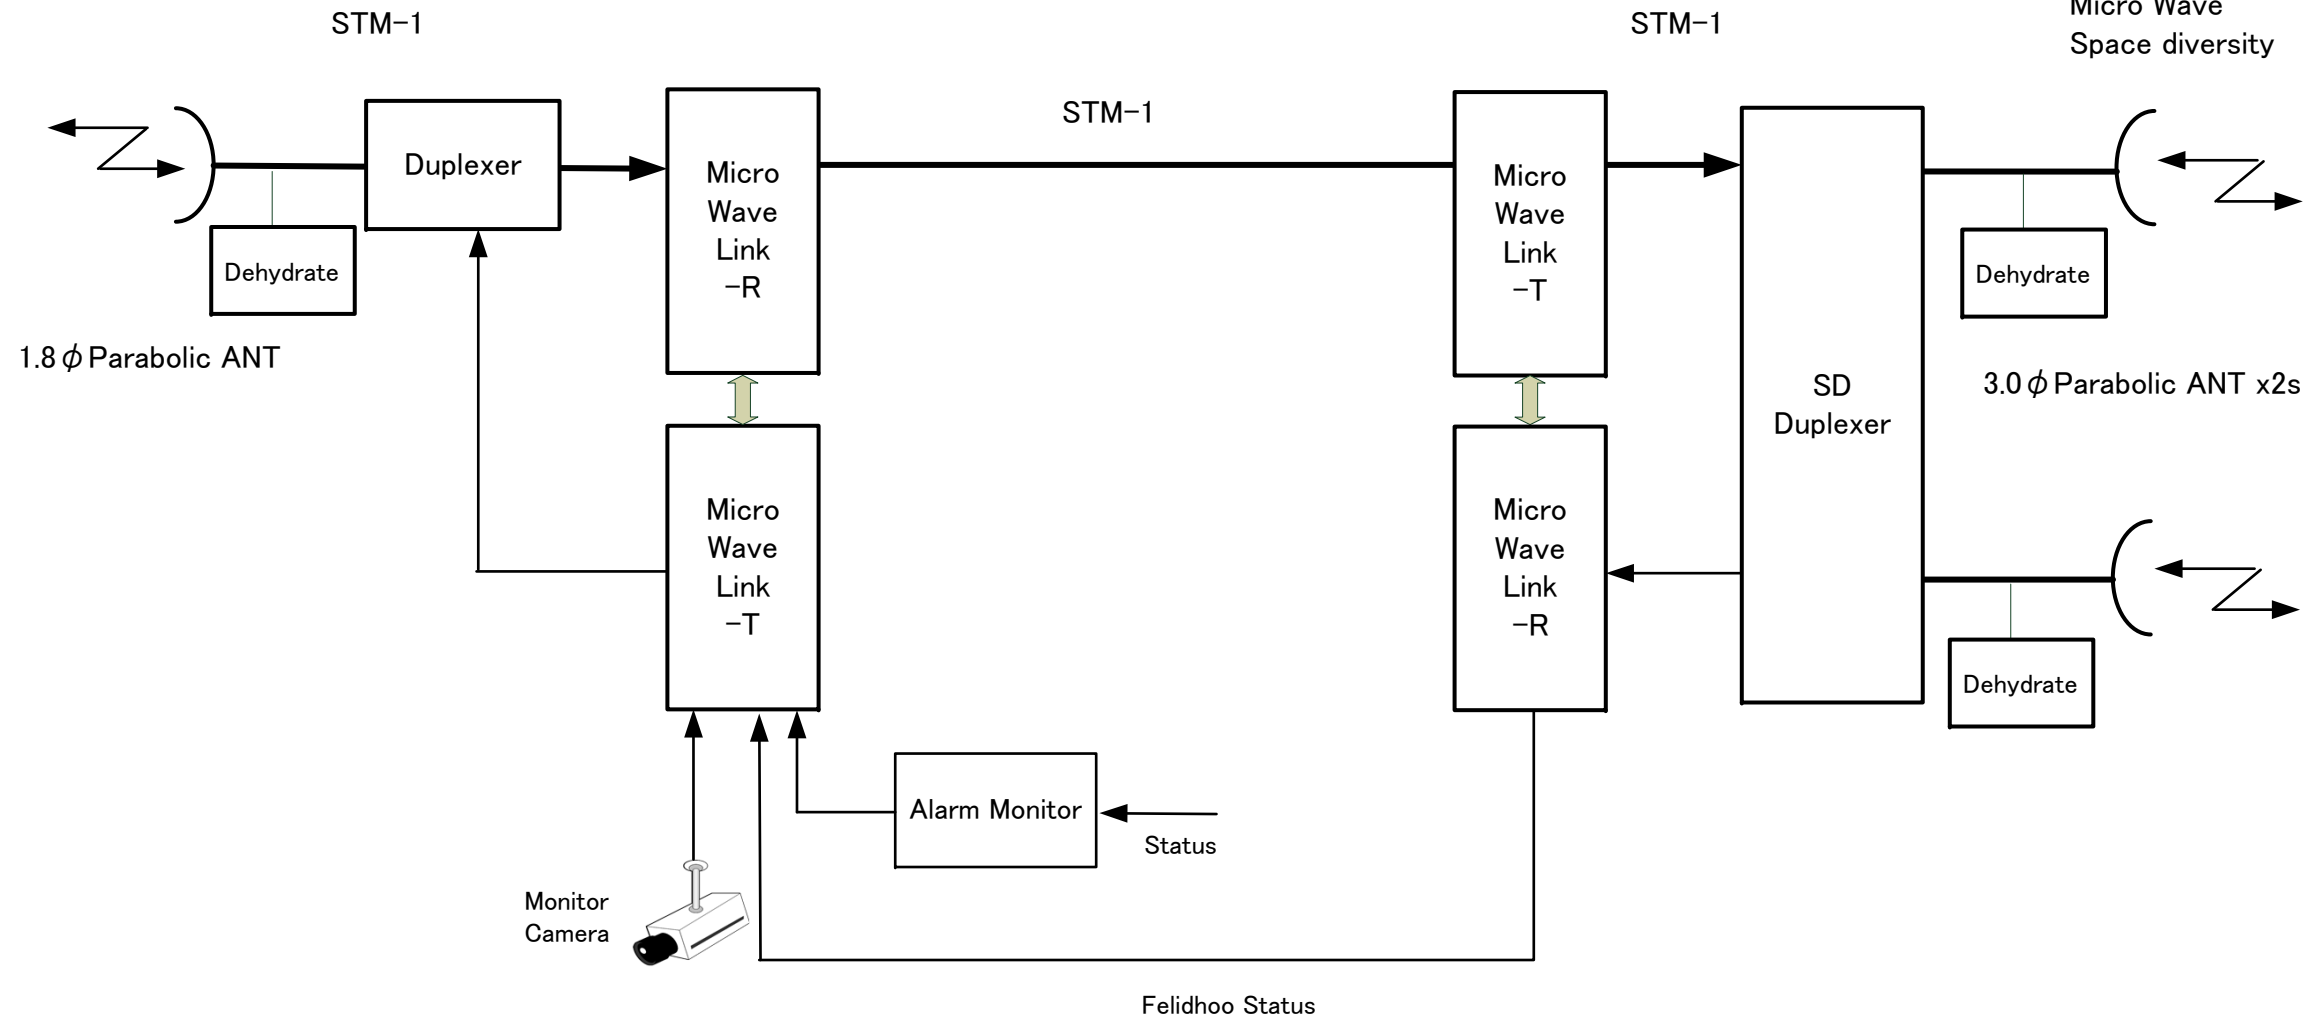 STM-1
STM-1
Micro Wave
Space diversity
STM-1
Duplexer
Micro
Wave
Link
-R
Micro
Wave
Link
-T
Dehydrate
Dehydrate
1.8φParabolic ANT
SD
Duplexer
3.0φParabolic ANT x2s
Micro
Wave
Link
-T
Micro
Wave
Link
-R
Dehydrate
Alarm Monitor
Status
Monitor
Camera
Felidhoo Status